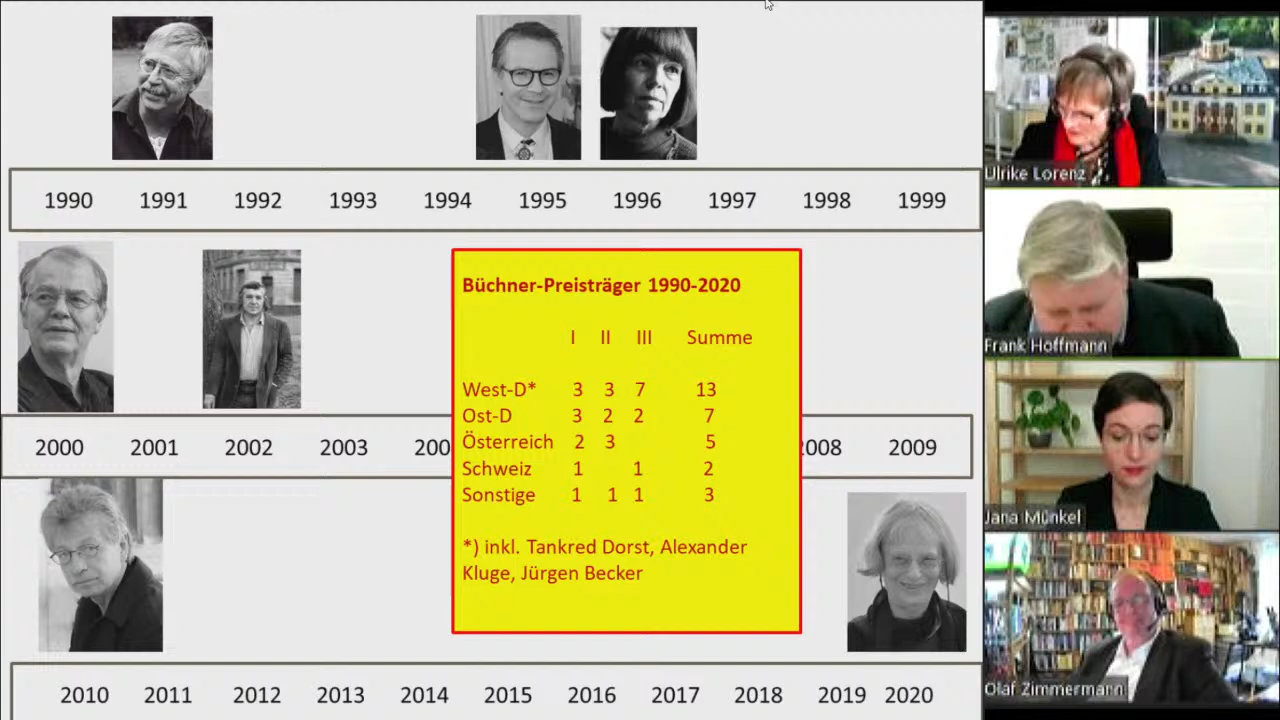 1990 1991 1992 1993 1994 1995 1996 1997 1998 1999
2000 2001 2002 2003 008 2009
Büchner-Preisträger 1990-2020
I II III Summe
West-D* 3 3 7 13
Ost-D 3 2 2 7
Österreich 2 3 5
Schweiz 1 1 2
Sonstige 1 1 1 3
*) inkl. Tankred Dorst, Alexander
Kluge, Jürgen Becker
2010 2011 2012 2013 2014 2015 2016 2017 2018 2019 2020
Ulrike Lorenz
Frank Hoffmann
Jana Münkel
Olaf Zimmermann